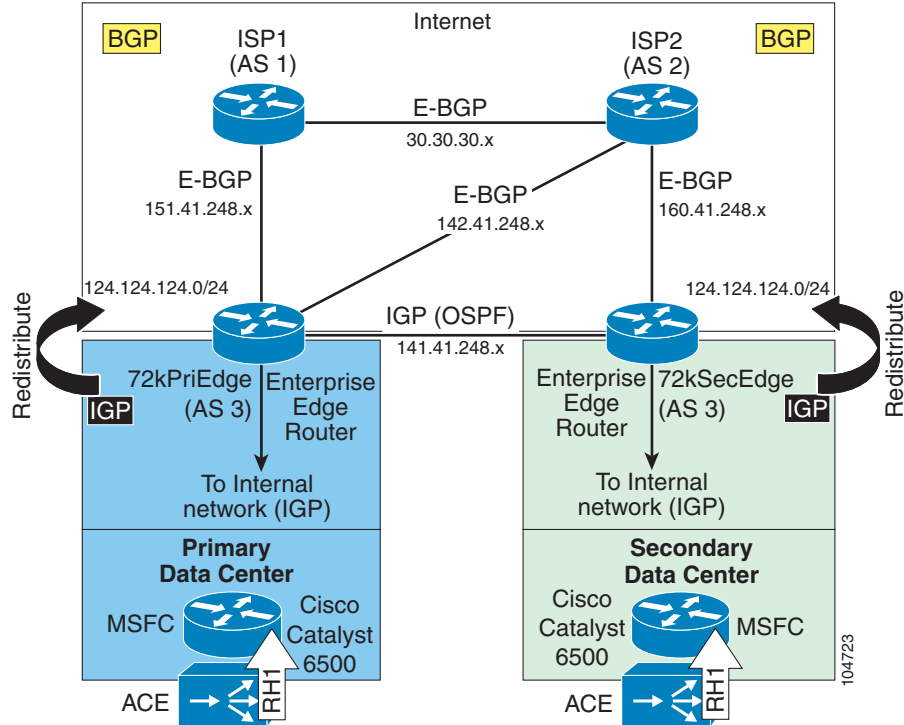 Internet
BGP
BGP
ISP1
(AS 1)
ISP2
(AS 2)
E-BGP
30.30.30.x
E-BGP
151.41.248.x
E-BGP
142.41.248.x
E-BGP
160.41.248.x
124.124.124.0/24
124.124.124.0/24
Redistribute
Redistribute
IGP (OSPF)
141.41.248.x
IGP
IGP
72kPriEdge
(AS 3)
Enterprise
Edge
Router
Enterprise
Edge
Router
72kSecEdge
(AS 3)
To Internal
network (IGP)
To Internal
network (IGP)
Primary
Data Center
Secondary
Data Center
MSFC
Cisco
Catalyst
6500
Cisco
Catalyst
6500
MSFC
ACE
RH1
ACE
RH1
104723